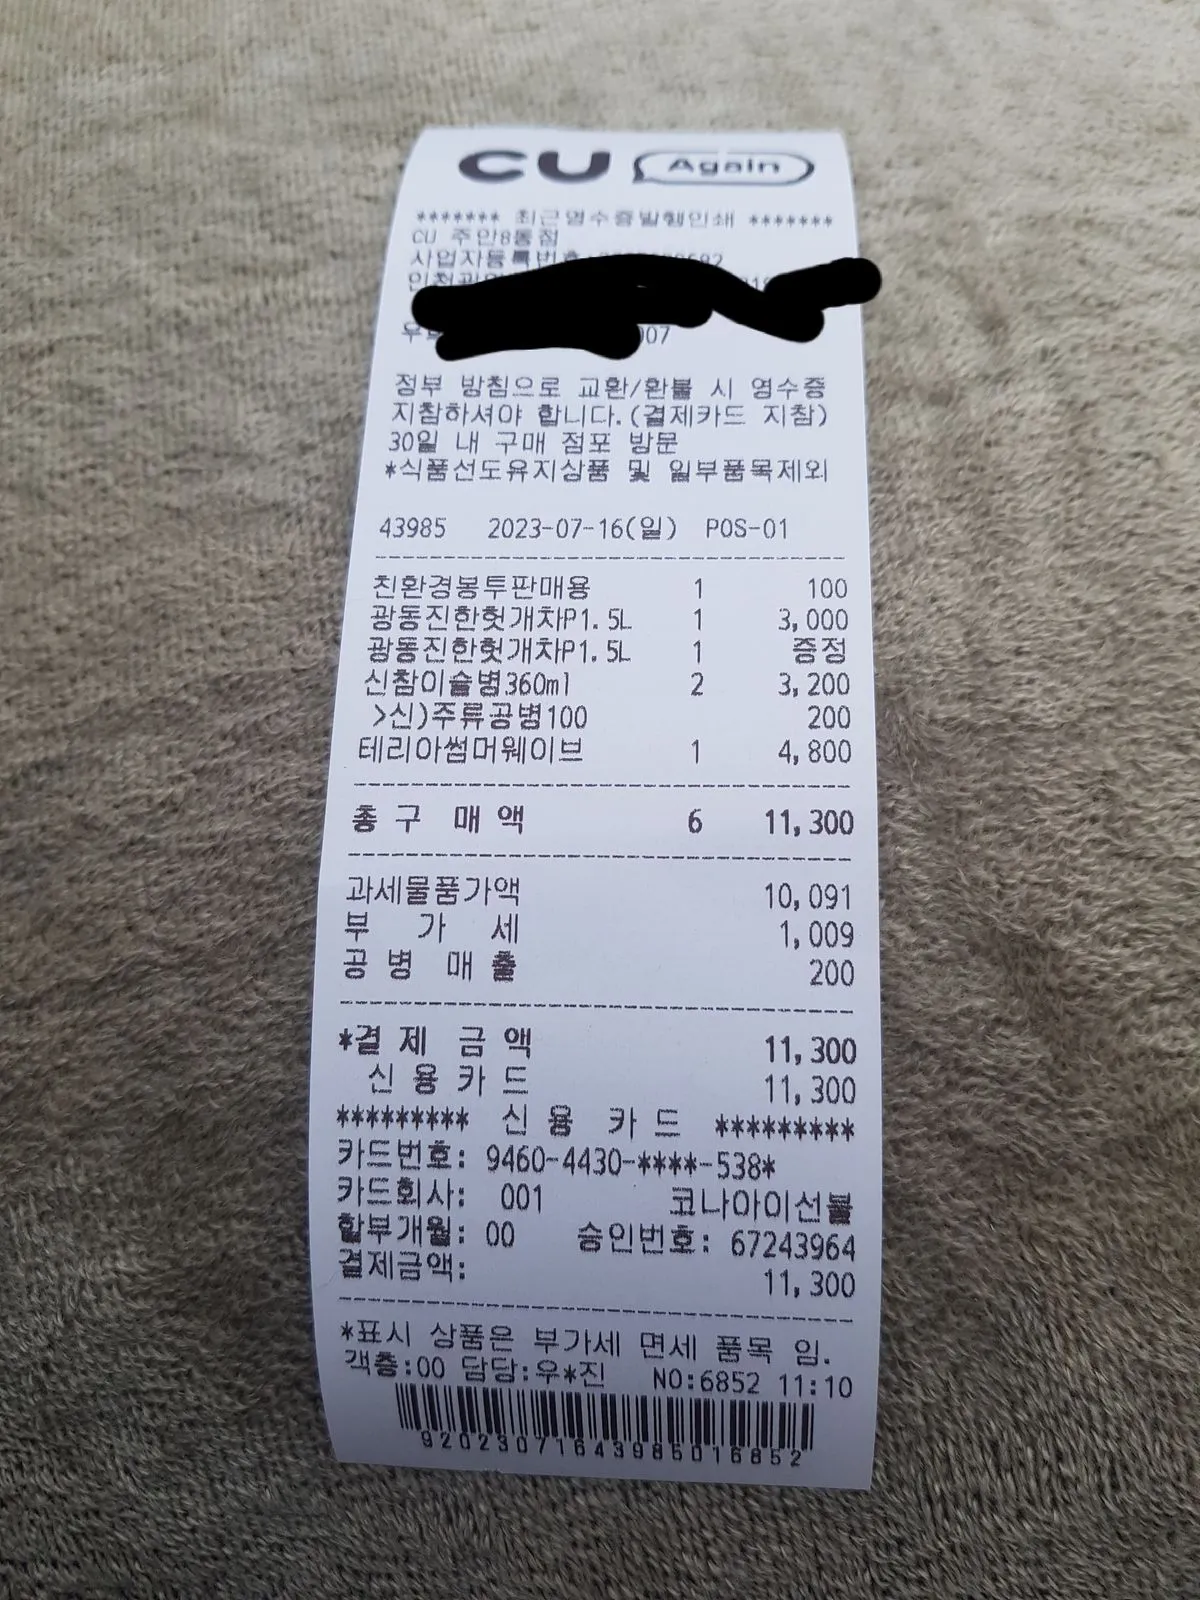 CU Again
******* 최근영수증발행인쇄 *******
CU 주안8동점
사업자등록번호
007
정부 방침으로 교환/환불 시 영수증
지참하셔야 합니다.(결제카드 지참)
30일 내 구매 점포 방문
*식품선도유지상품 및 일부품목제외
43985 2023-07-16(일) POS-01
친환경봉투판매용 1 100
광동진한헛개차P1.5L 1 3,000
광동진한헛개차P1.5L 1 증정
신참이슬병360ml 2 3,200
>신)주류공병100 200
테리아썸머웨이브 1 4,800
총 구 매 액 6 11,300
과세물품가액 10,091
부 가 세 1,009
공 병 매 출 200
*결 제 금 액 11,300
신 용 카 드 11,300
********* 신 용 카 드 *********
카드번호: 9460-4430-****-538*
카드회사: 001 코나아이선불
할부개월: 00 승인번호: 67243964
결제금액: 11,300
*표시 상품은 부가세 면세 품목 임.
객층:00 담당:우*진 NO:6852 11:10
92023071643985016852